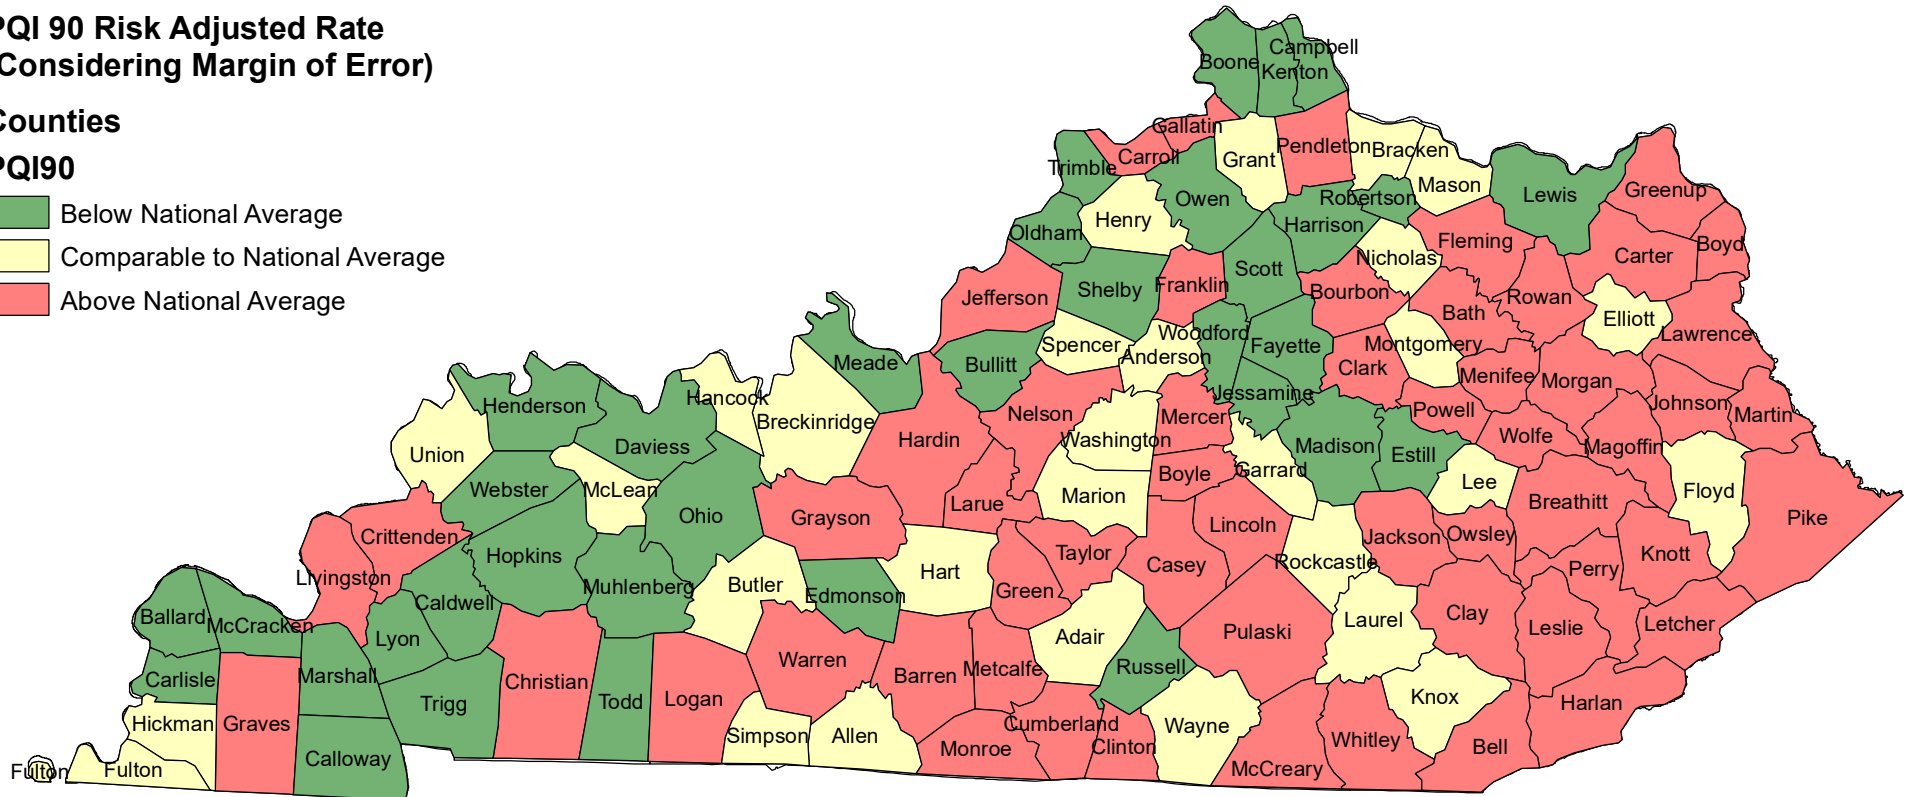 PQI 90 Risk Adjusted Rate
(Considering Margin of Error)
Counties
PQI90
Below National Average
Comparable to National Average
Above National Average
Boone
Campbell
Kenton
Gallatin
Carroll
Grant
Pendleton
Bracken
Trimble
Owen
Robertson
Mason
Lewis
Greenup
Henry
Harrison
Oldham
Fleming
Carter
Boyd
Nicholas
Scott
Shelby
Franklin
Jefferson
Bourbon
Bath
Rowan
Elliott
Lawrence
Woodford
Spencer
Anderson
Fayette
Montgomery
Meade
Bullitt
Clark
Menifee
Morgan
Jessamine
Hancock
Henderson
Nelson
Mercer
Powell
Johnson
Martin
Breckinridge
Hardin
Washington
Madison
Wolfe
Magoffin
Daviess
Union
Estill
Garrard
Boyle
Lee
Webster
McLean
Marion
Larue
Floyd
Breathitt
Ohio
Grayson
Pike
Lincoln
Crittenden
Jackson
Owsley
Hopkins
Taylor
Casey
Rockcastle
Knott
Perry
Livingston
Muhlenberg
Butler
Edmonson
Hart
Green
Caldwell
Ballard
McCracken
Lyon
Adair
Pulaski
Laurel
Clay
Leslie
Letcher
Carlisle
Marshall
Warren
Barren
Metcalfe
Russell
Christian
Trigg
Todd
Logan
Knox
Harlan
Hickman
Graves
Simpson
Allen
Monroe
Cumberland
Clinton
Wayne
Whitley
Bell
Calloway
McCreary
Fulton
Fulton